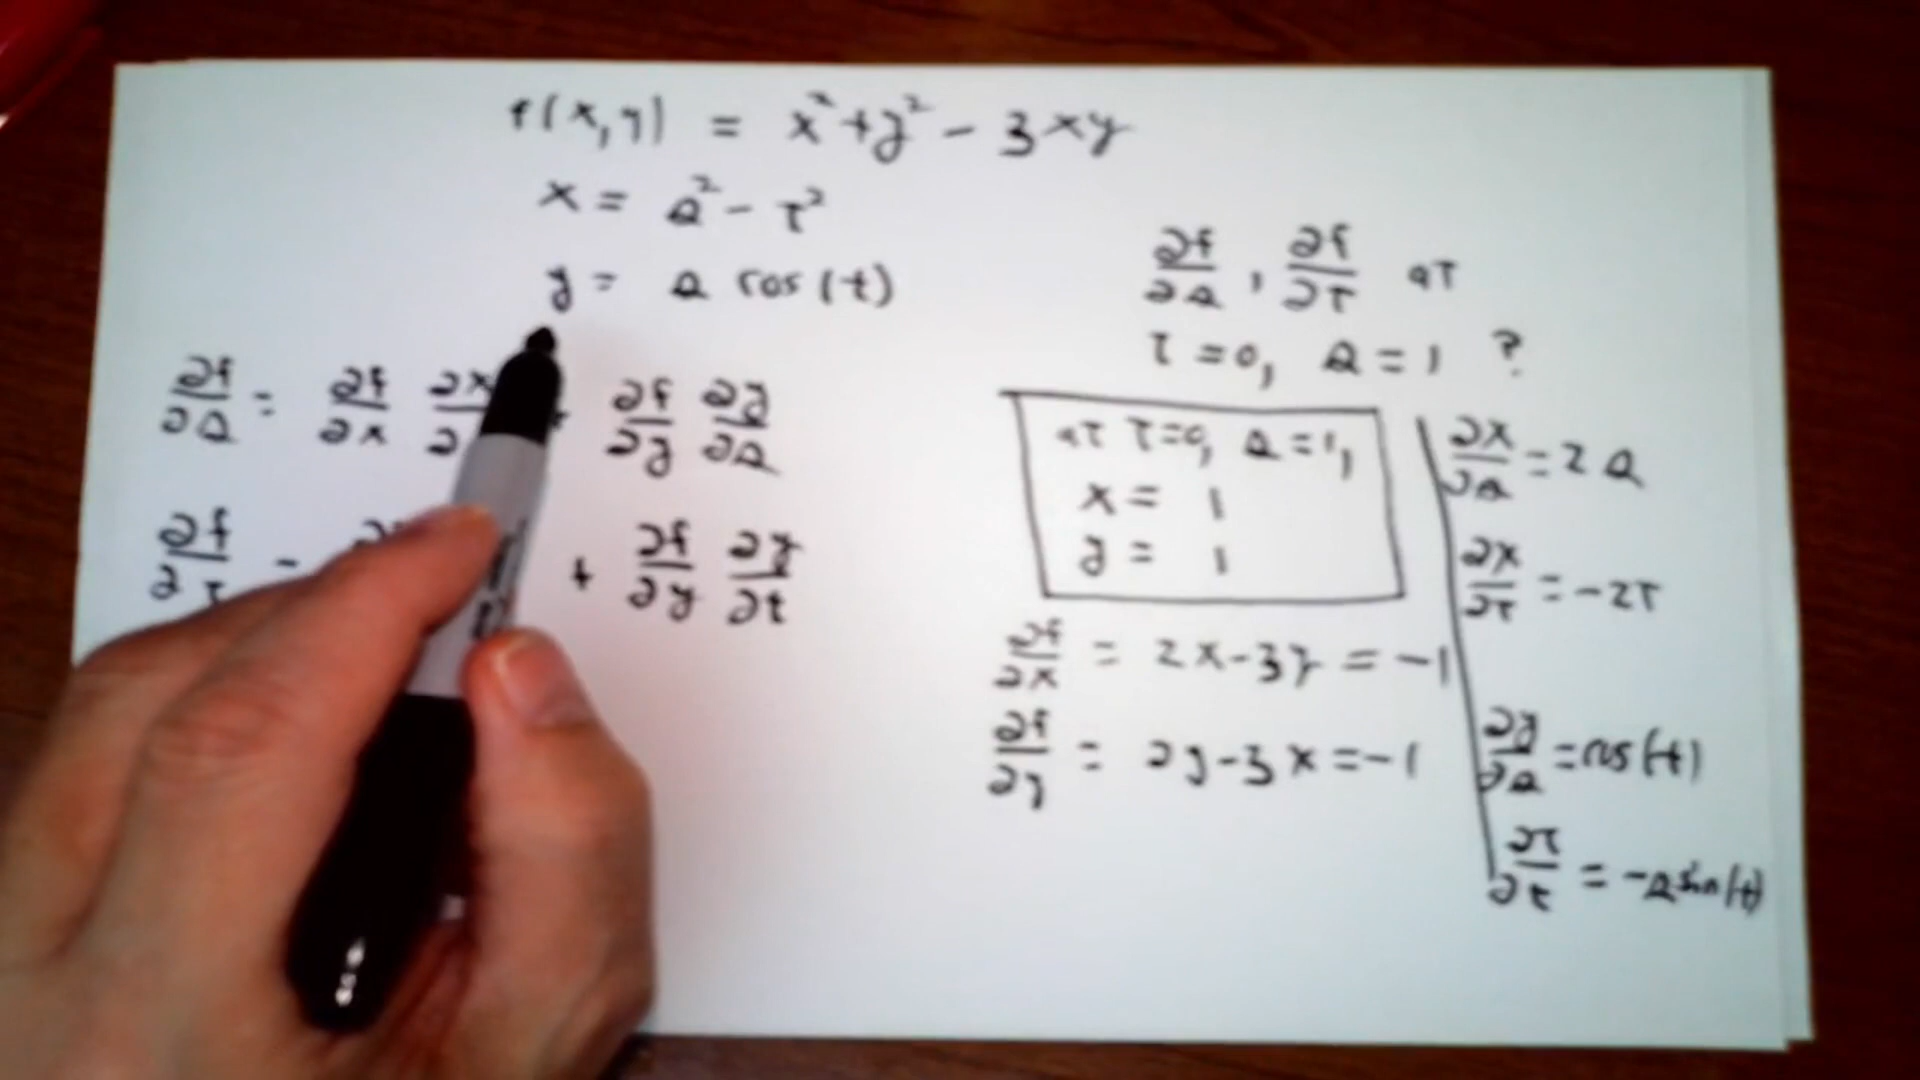 f(x,y) = x²+y² - 3xy
x = s² - t²
y = s cos(t)
∂f/∂s , ∂f/∂t at
t = 0, s = 1 ?
∂f/∂s = ∂f/∂x ∂x + ∂f/∂y ∂y/∂s
∂f/∂t = + ∂f/∂y ∂y/∂t
at t=0, s=1,
x = 1
y = 1
∂f/∂x = 2x-3y = -1
∂f/∂y = 2y-3x = -1
∂x/∂s = 2s
∂x/∂t = -2t
∂y/∂s = cos(t)
∂t/∂t = -s sin(t)